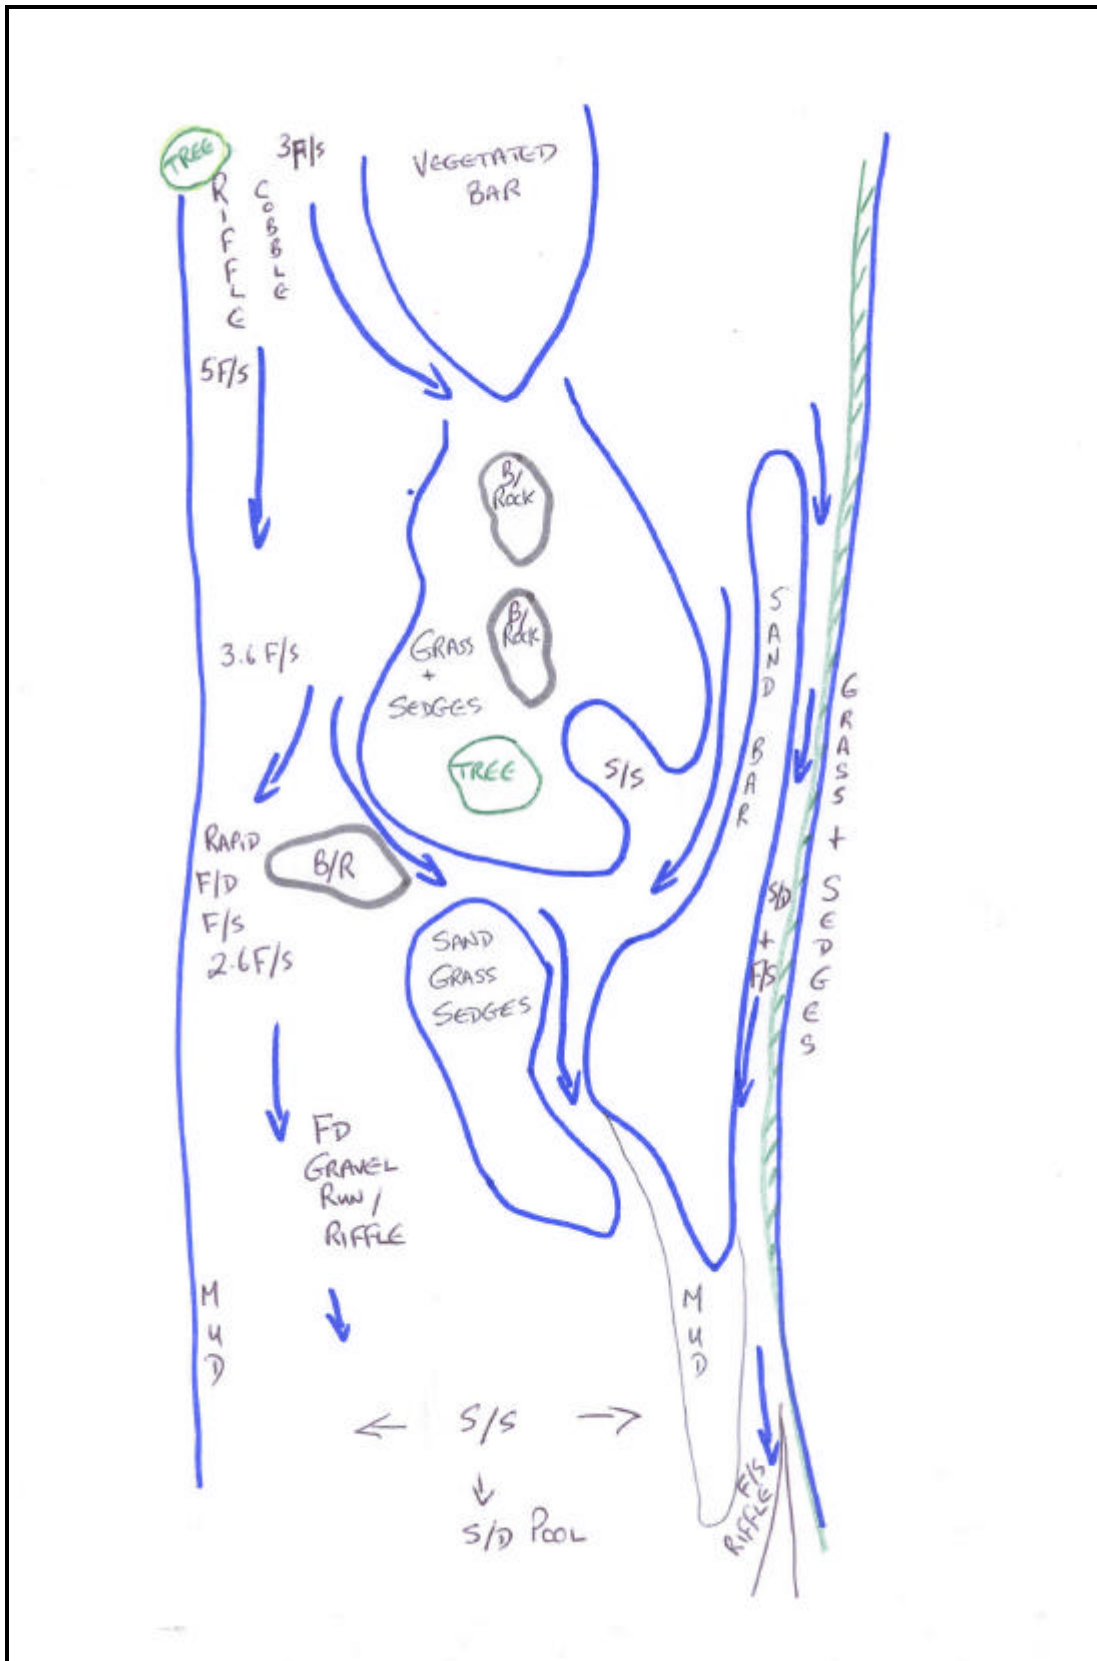 TREE
3F/s
VEGETATED
BAR
RIFFLE
COBBLE
5F/s
B/
ROCK
B/
ROCK
3.6 F/s
GRASS
+
SEDGES
TREE
S/S
SAND BAR
GRASS + SEDGES
RAPID
F/D
F/s
2.6F/s
B/R
SAND
GRASS
SEDGES
S/D
+
F/S
FD
GRAVEL
RUN /
RIFFLE
MUD
MUD
S/S
S/D POOL
F/S
RIFFLE